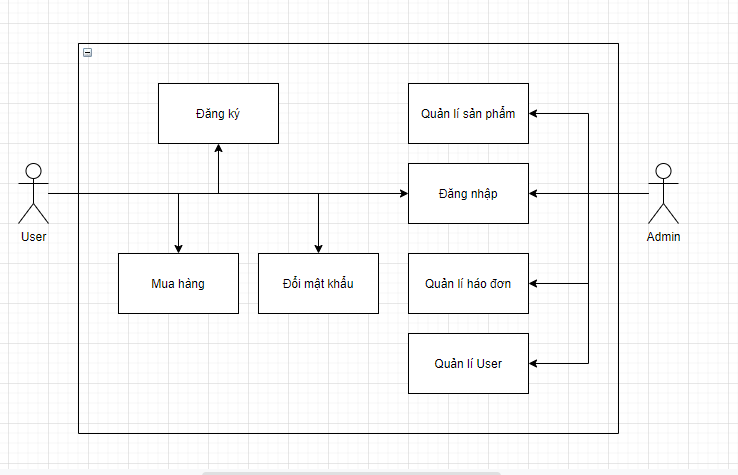 Đăng ký
Quản lí sản phẩm
Đăng nhập
User
Admin
Mua hàng
Đổi mật khẩu
Quản lí háo đơn
Quản lí User